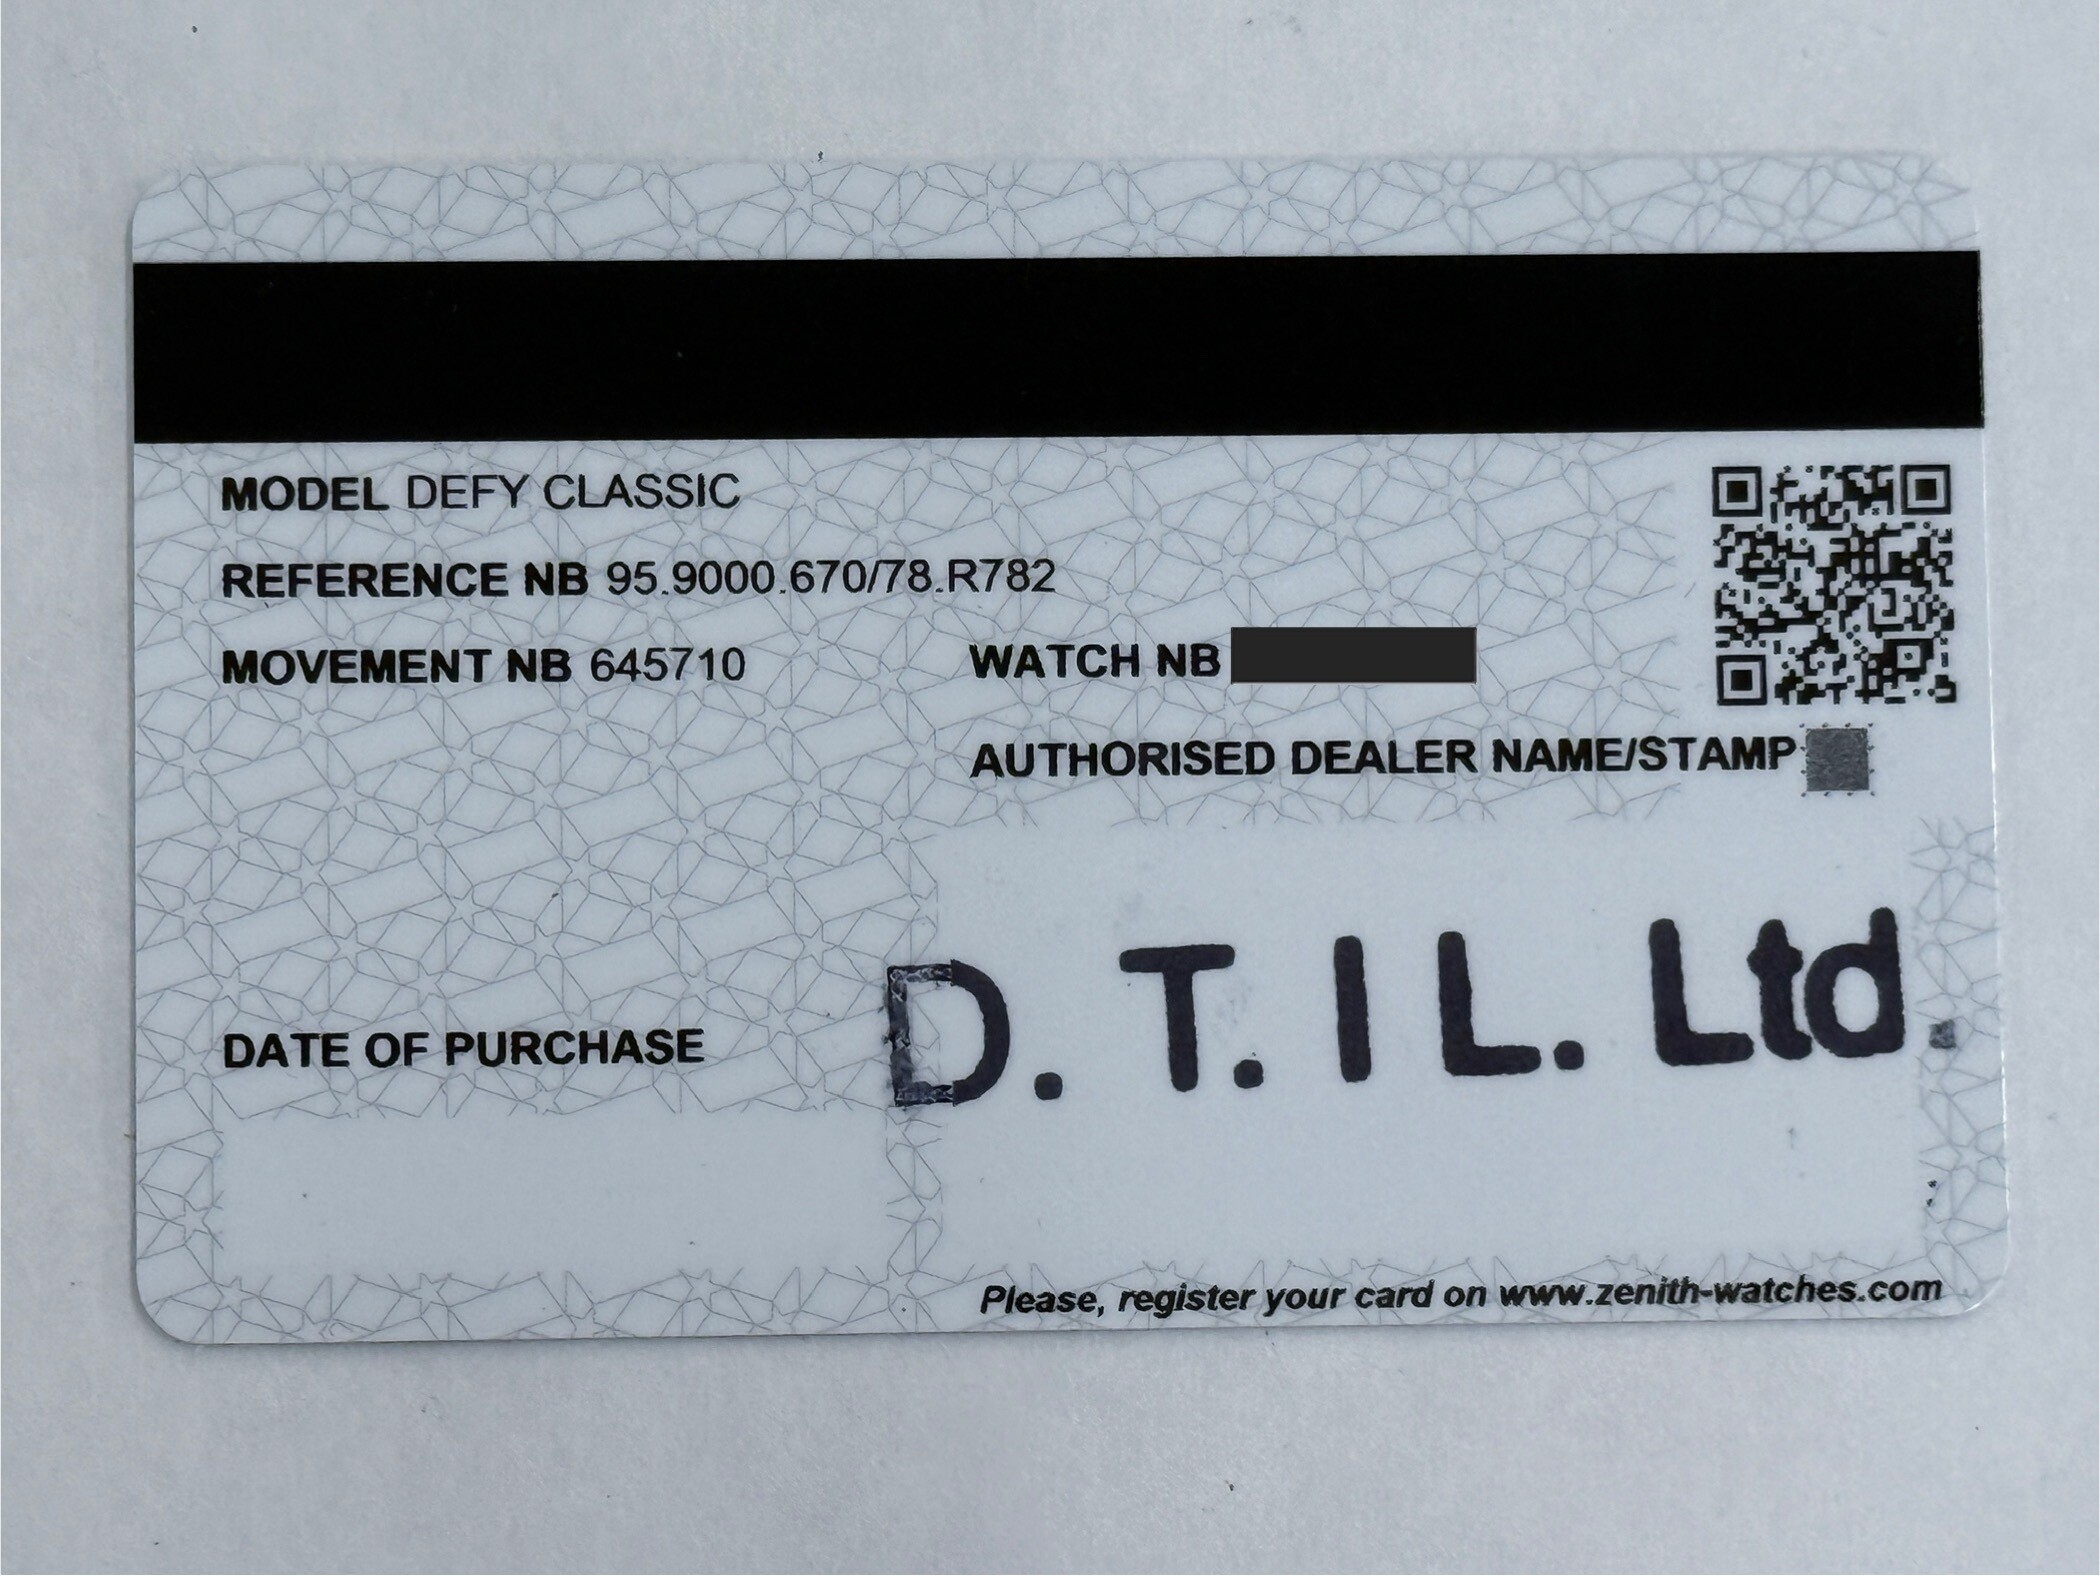 MODEL DEFY CLASSIC
REFERENCE NB 95.9000.670/78.R782
MOVEMENT NB 645710
WATCH NB
AUTHORISED DEALER NAME/STAMP
D. T. I L. Ltd.
DATE OF PURCHASE
Please, register your card on www.zenith-watches.com